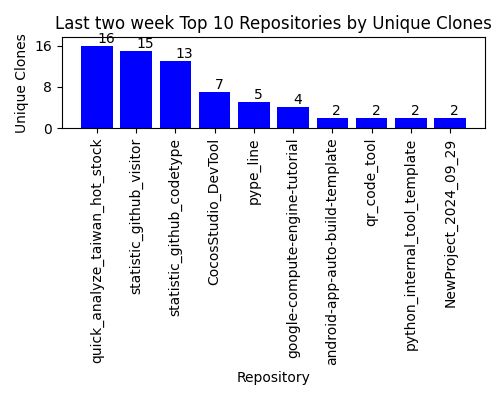 Last two week Top 10 Repositories by Unique Clones
Unique Clones
16
8
0
16
15
13
7
5
4
2
2
2
2
quick_analyze_taiwan_hot_stock
statistic_github_visitor
statistic_github_codetype
CocosStudio_DevTool
pype_line
google-compute-engine-tutorial
android-app-auto-build-template
qr_code_tool
python_internal_tool_template
NewProject_2024_09_29
Repository